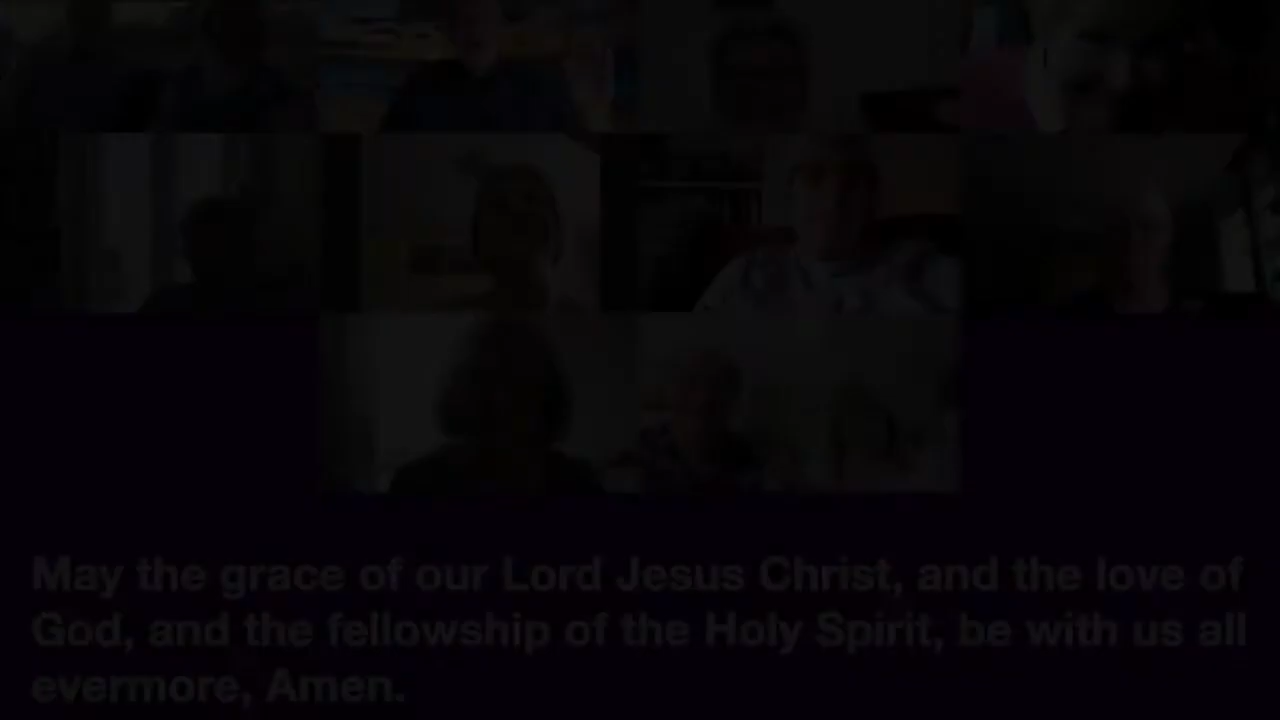 May the grace of our Lord Jesus Christ, and the love of
God, and the fellowship of the Holy Spirit, be with us all
evermore, Amen.